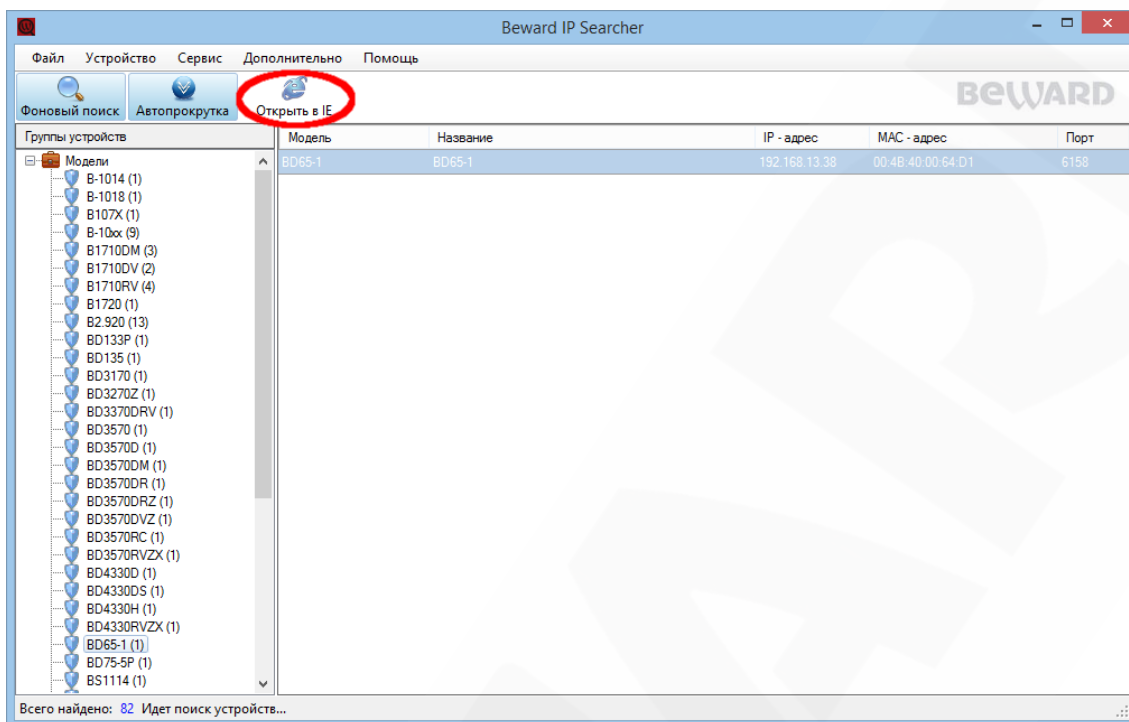 Beward IP Searcher
Файл Устройство Сервис Дополнительно Помощь
Фоновый поиск Автопрокрутка Открыть в IE BEWARD
Группы устройств Модель Название IP - адрес MAC - адрес Порт
Модели BD65-1 BD65-1 192.168.13.38 00:4B:40:00:64:D1 6158
B-1014 (1)
B-1018 (1)
B107X (1)
B-10xx (9)
B1710DM (3)
B1710DV (2)
B1710RV (4)
B1720 (1)
B2.920 (13)
BD133P (1)
BD135 (1)
BD3170 (1)
BD3270Z (1)
BD3370DRV (1)
BD3570 (1)
BD3570D (1)
BD3570DM (1)
BD3570DR (1)
BD3570DRZ (1)
BD3570DVZ (1)
BD3570RC (1)
BD3570RVZX (1)
BD4330D (1)
BD4330DS (1)
BD4330H (1)
BD4330RVZX (1)
BD65-1 (1)
BD75-5P (1)
BS1114 (1)
Всего найдено: 82 Идет поиск устройств...